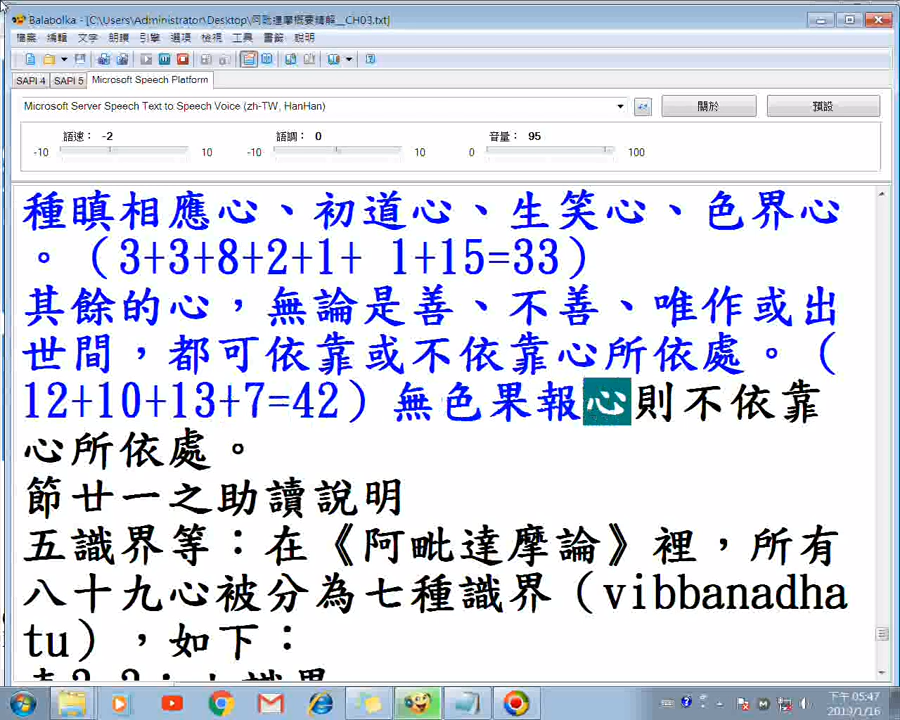 Balabolka - [C:\Users\Administrator\Desktop\阿毗達摩概要精解__CH03.txt]
檔案 編輯 文字 朗讀 引擎 選項 檢視 工具 書籤 說明
SAPI 4 SAPI 5 Microsoft Speech Platform
Microsoft Server Speech Text to Speech Voice (zh-TW, HanHan) 關於 預設
語速： -2 語調： 0 音量： 95
-10 10 -10 10 0 100
種瞋相應心、初道心、生笑心、色界心
。（3+3+8+2+1+ 1+15=33）
其餘的心，無論是善、不善、唯作或出
世間，都可依靠或不依靠心所依處。（
12+10+13+7=42）無色果報心則不依靠
心所依處。
節廿一之助讀說明
五識界等：在《阿毗達摩論》裡，所有
八十九心被分為七種識界（vibbanadha
tu），如下：
下午 05:47
2019/1/16